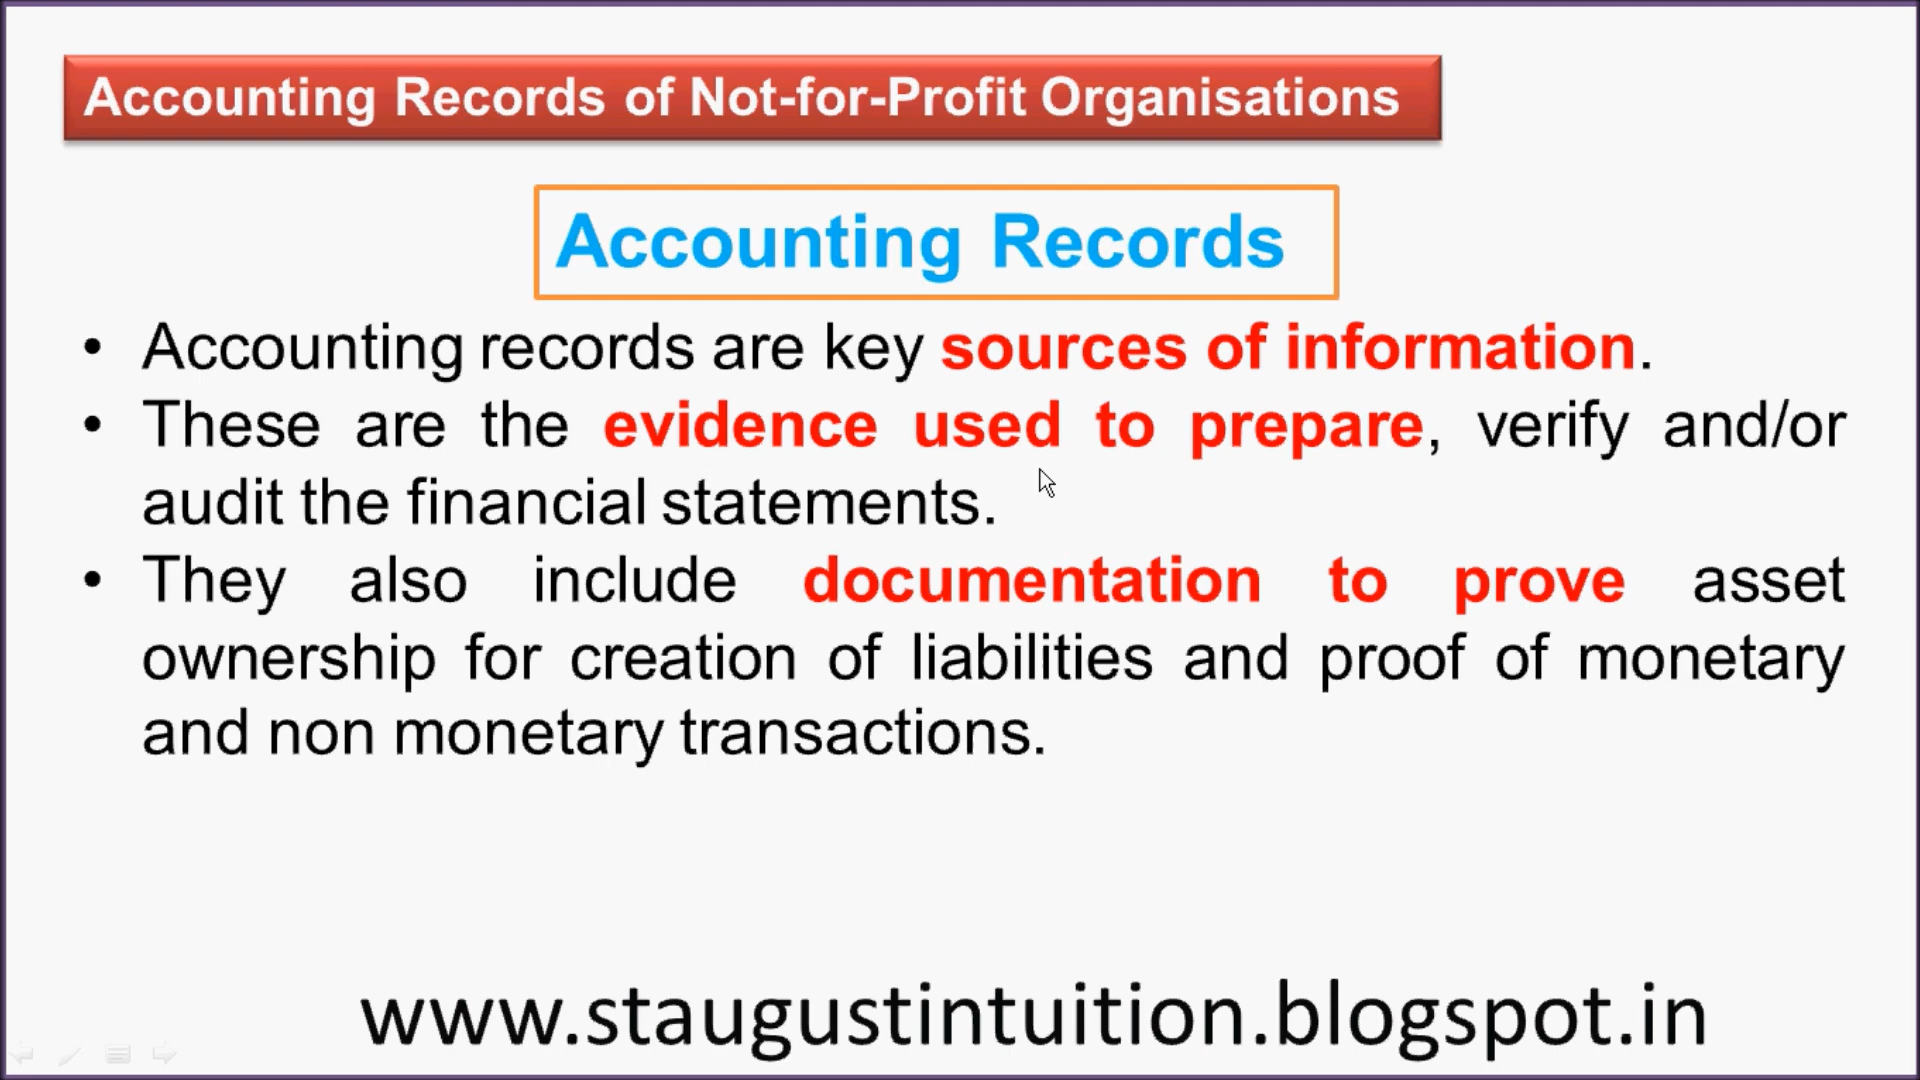 Accounting Records of Not-for-Profit Organisations
Accounting Records
• Accounting records are key sources of information.
• These are the evidence used to prepare, verify and/or
audit the financial statements.
• They also include documentation to prove asset
ownership for creation of liabilities and proof of monetary
and non monetary transactions.
www.staugustintuition.blogspot.in